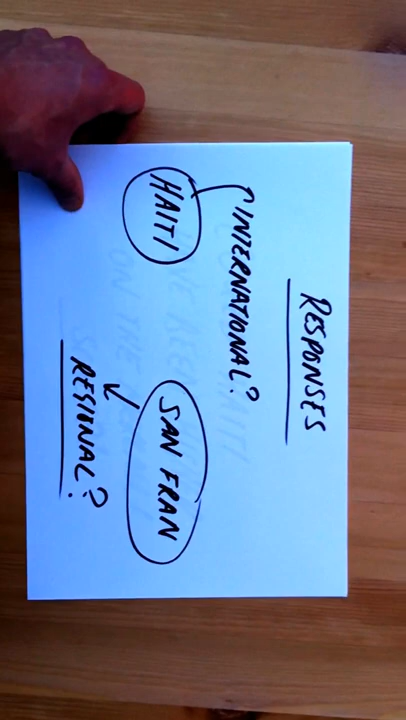 RESPONSES
INTERNATIONAL?
HAITI
SAN FRAN
REGIONAL?